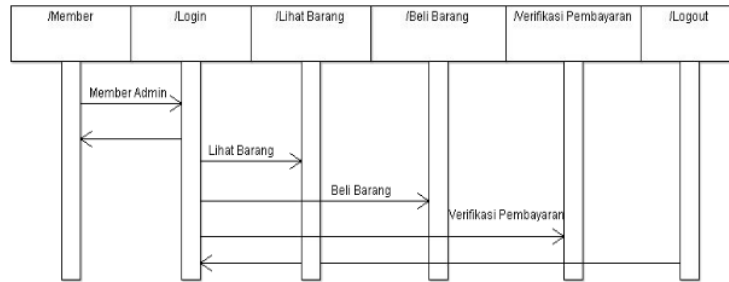 /Member
/Login
/Lihat Barang
/Beli Barang
/Verifikasi Pembayaran
/Logout
Member Admin
Lihat Barang
Beli Barang
Verifikasi Pembayaran